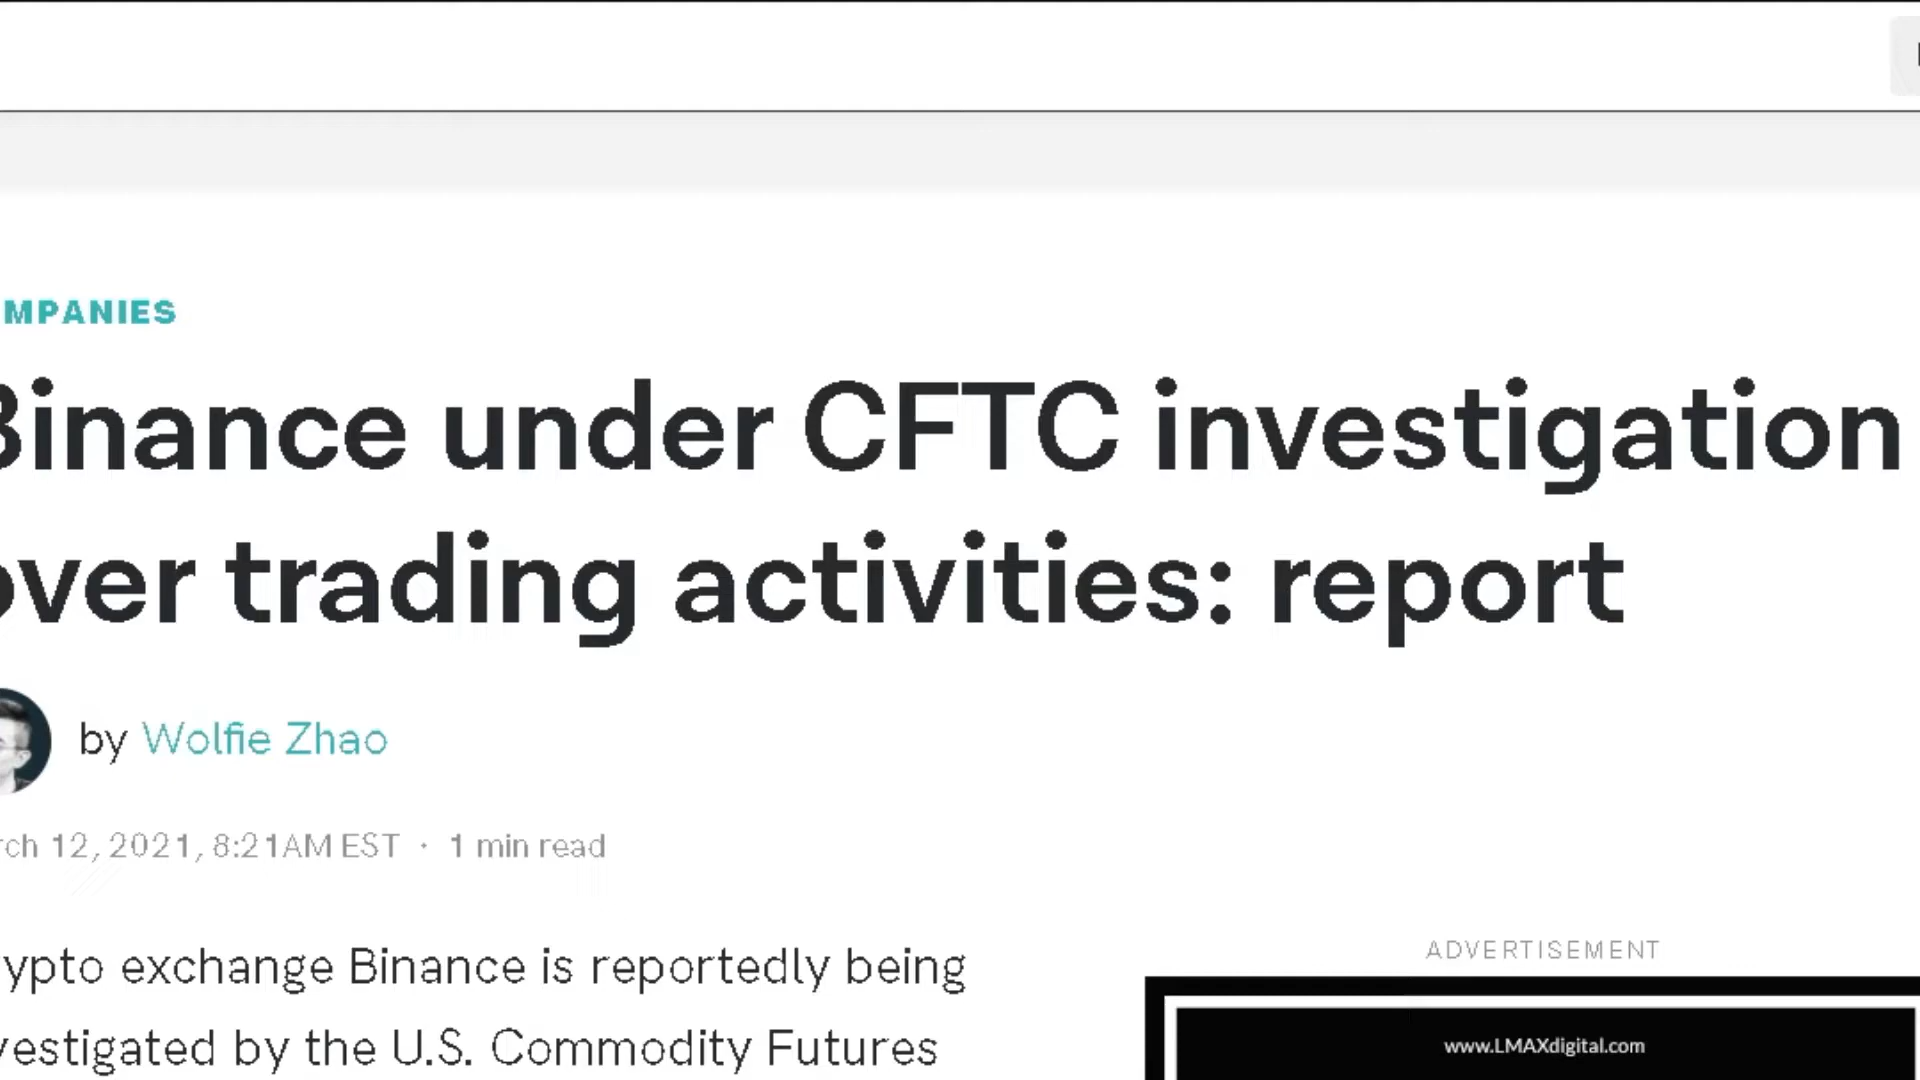 MPANIES
Binance under CFTC investigation
over trading activities: report
by Wolfie Zhao
rch 12, 2021, 8:21AM EST · 1 min read
ypto exchange Binance is reportedly being
vestigated by the U.S. Commodity Futures
ADVERTISEMENT
www.LMAXdigital.com